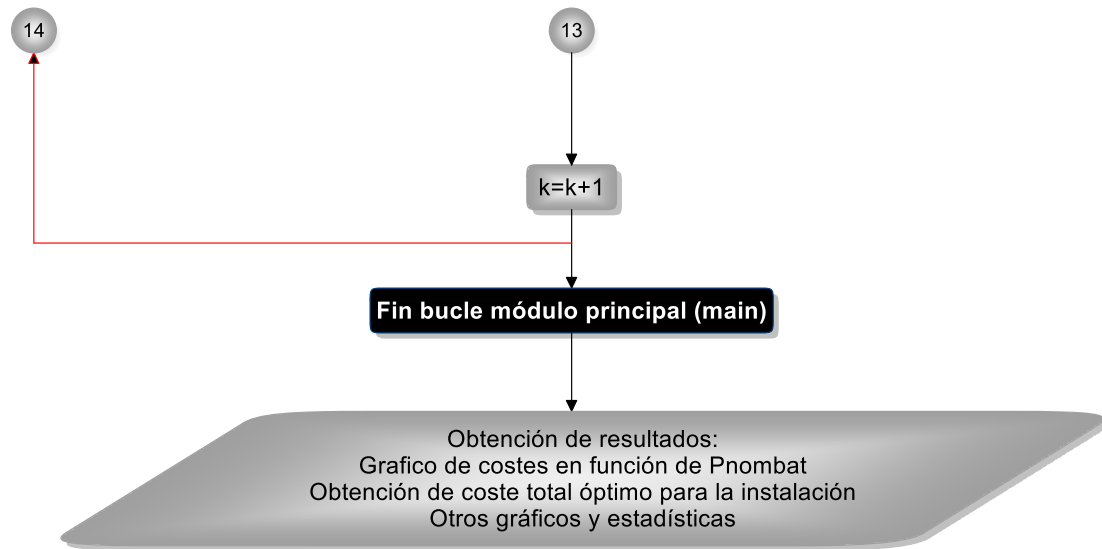 14
13
k=k+1
Fin bucle módulo principal (main)
Obtención de resultados:
Grafico de costes en función de Pnombat
Obtención de coste total óptimo para la instalación
Otros gráficos y estadísticas